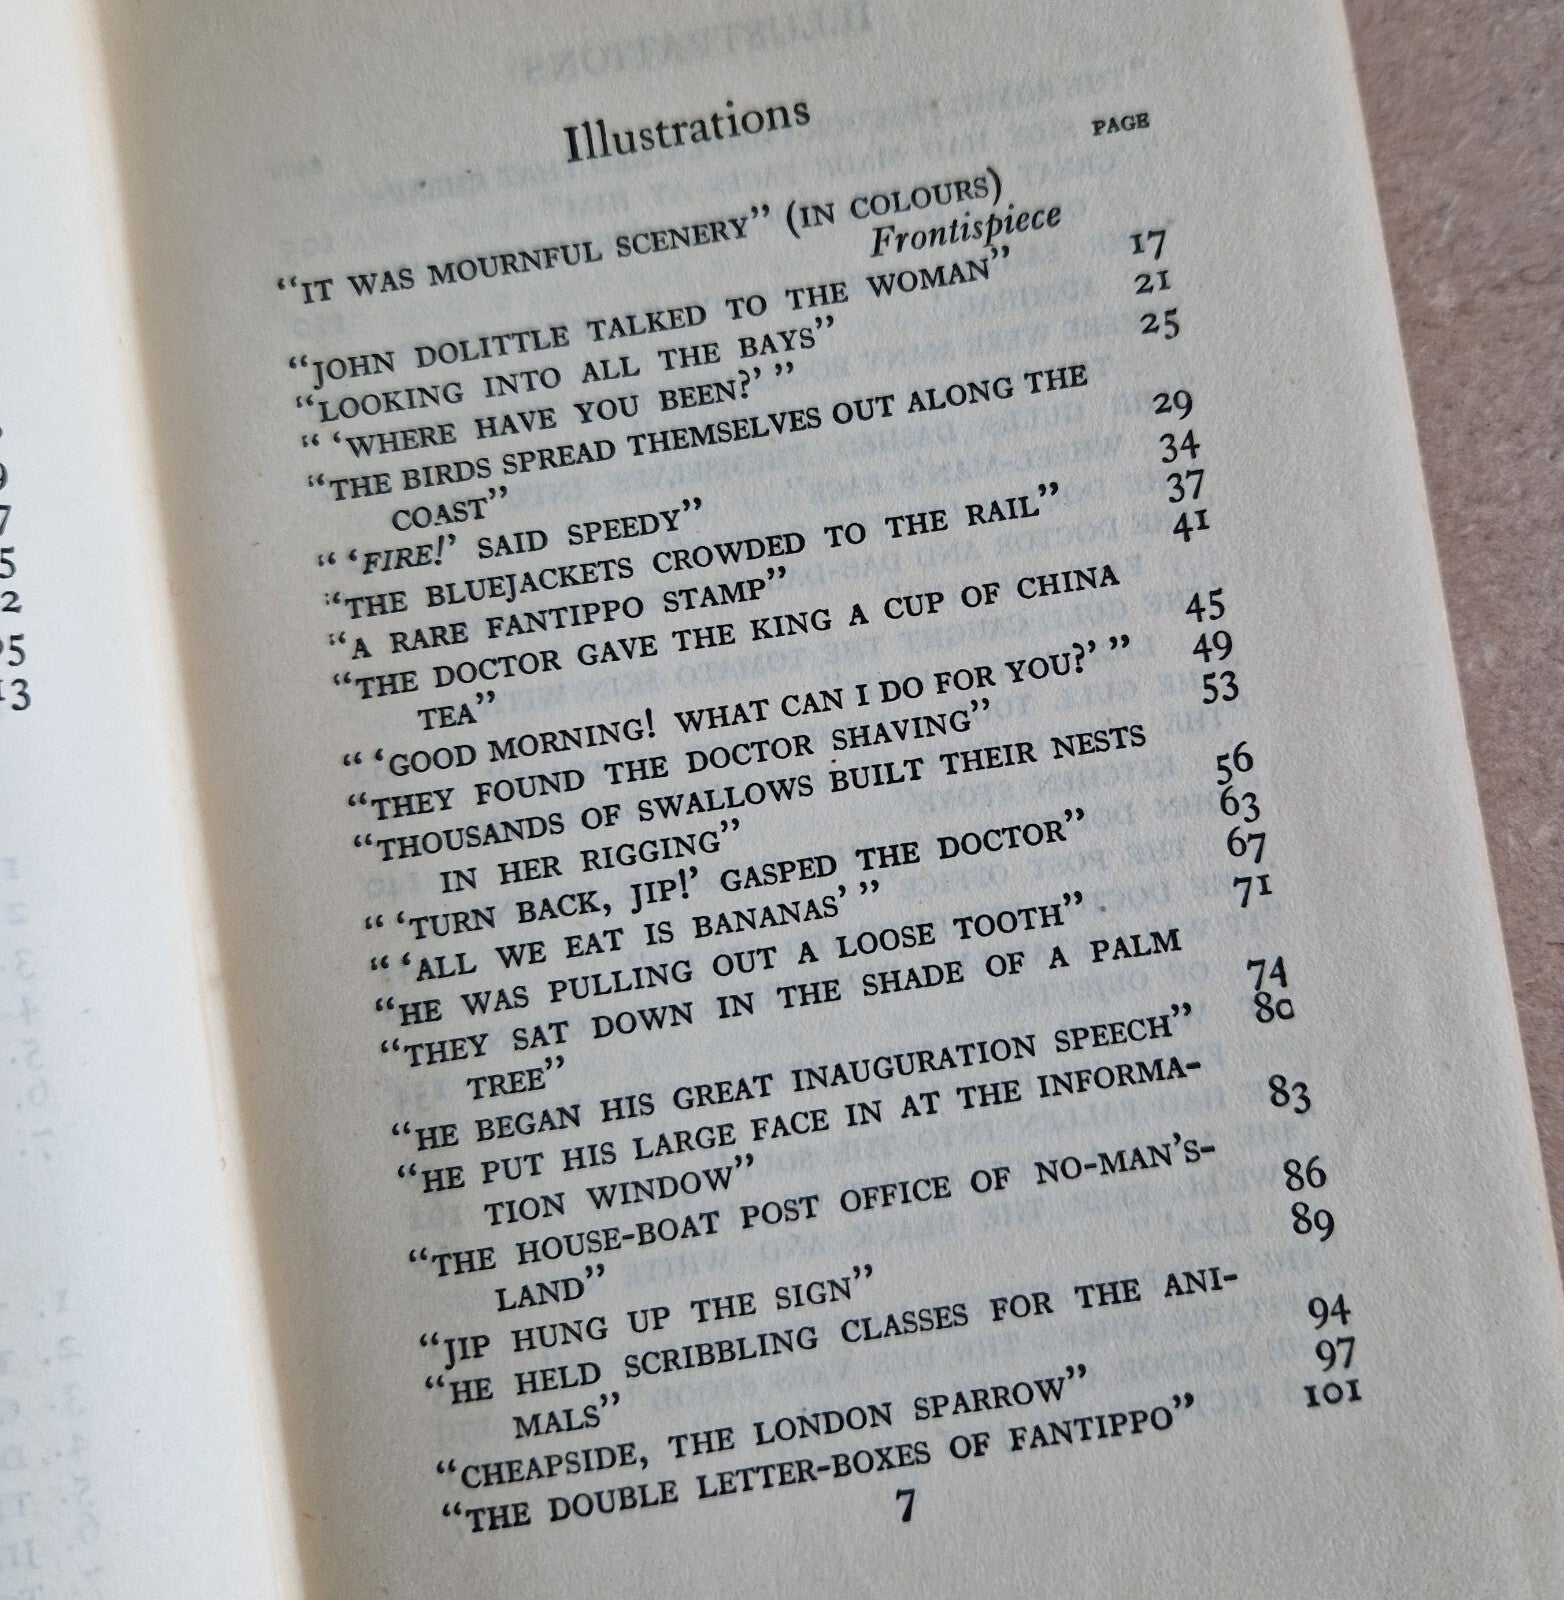 Illustrations
PAGE
“IT WAS MOURNFUL SCENERY” (IN COLOURS)
Frontispiece
“JOHN DOLITTLE TALKED TO THE WOMAN” 17
“LOOKING INTO ALL THE BAYS” 21
“ ‘WHERE HAVE YOU BEEN?’ ” 25
“THE BIRDS SPREAD THEMSELVES OUT ALONG THE
COAST” 29
“ ‘FIRE!’ SAID SPEEDY” 34
“THE BLUEJACKETS CROWDED TO THE RAIL” 37
“A RARE FANTIPPO STAMP” 41
“THE DOCTOR GAVE THE KING A CUP OF CHINA
TEA” 45
“ ‘GOOD MORNING! WHAT CAN I DO FOR YOU?’ ” 49
“THEY FOUND THE DOCTOR SHAVING” 53
“THOUSANDS OF SWALLOWS BUILT THEIR NESTS
IN HER RIGGING” 56
“ ‘TURN BACK, JIP!’ GASPED THE DOCTOR” 63
“ ‘ALL WE EAT IS BANANAS’ ” 67
“HE WAS PULLING OUT A LOOSE TOOTH” 71
“THEY SAT DOWN IN THE SHADE OF A PALM
TREE” 74
“HE BEGAN HIS GREAT INAUGURATION SPEECH” 80
“HE PUT HIS LARGE FACE IN AT THE INFORMA-
TION WINDOW” 83
“THE HOUSE-BOAT POST OFFICE OF NO-MAN’S-
LAND” 86
“JIP HUNG UP THE SIGN” 89
“HE HELD SCRIBBLING CLASSES FOR THE ANI-
MALS” 94
“CHEAPSIDE, THE LONDON SPARROW” 97
“THE DOUBLE LETTER-BOXES OF FANTIPPO” 101
7